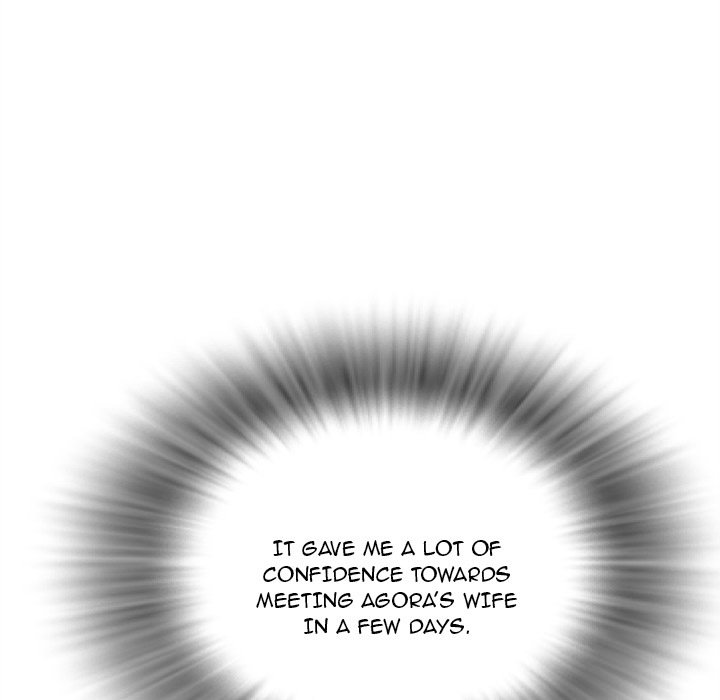 IT GAVE ME A LOT OF
CONFIDENCE TOWARDS
MEETING AGORA'S WIFE
IN A FEW DAYS.